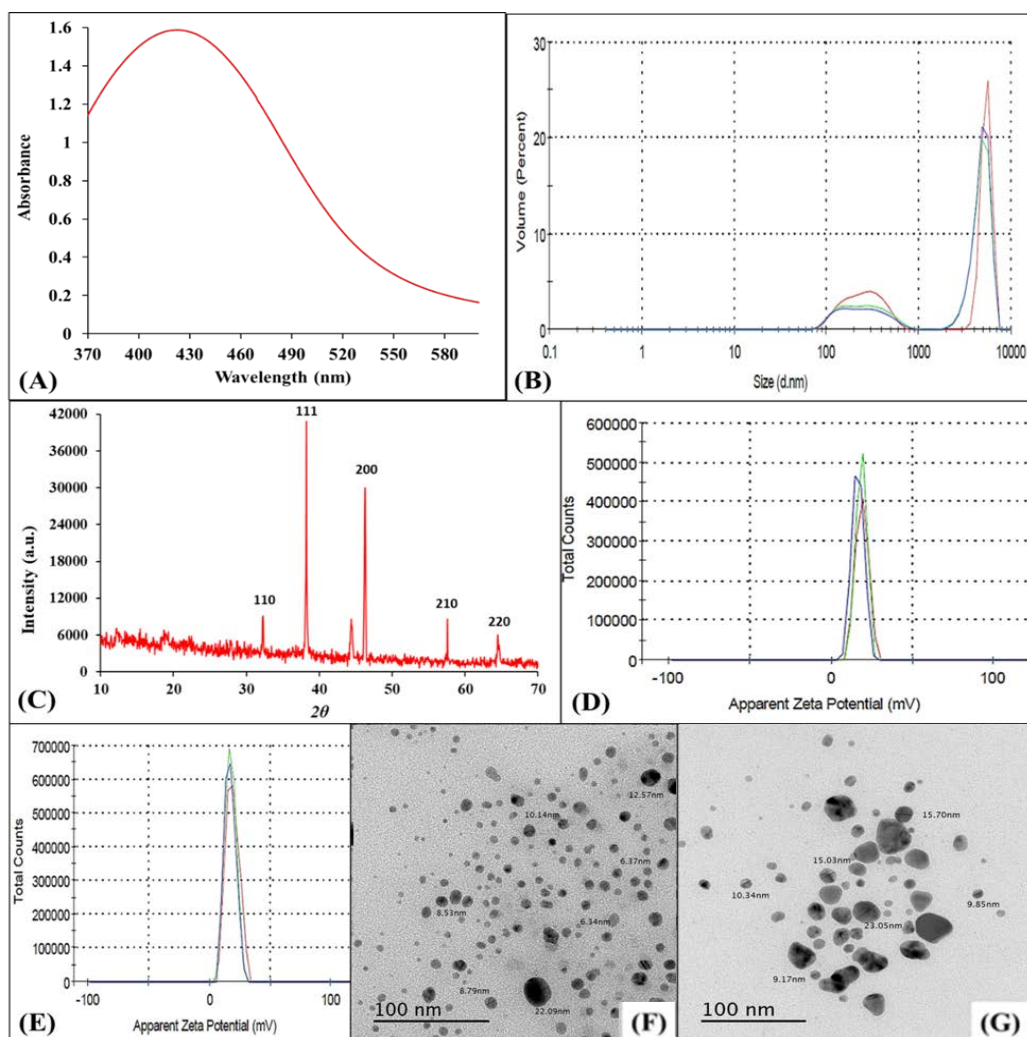 1.6
1.4
1.2
1
0.8
0.6
0.4
0.2
0
Absorbance
370 400 430 460 490 520 550 580
Wavelength (nm)
(A)
30
20
10
0
Volume (Percent)
0.1 1 10 100 1000 10000
Size (d.nm)
(B)
42000
36000
30000
24000
18000
12000
6000
0
Intensity (a.u.)
111
200
110
210
220
10 20 30 40 50 60 70
2θ
(C)
600000
500000
400000
300000
200000
100000
0
Total Counts
-100 0 100
Apparent Zeta Potential (mV)
(D)
700000
600000
500000
400000
300000
200000
100000
0
Total Counts
-100 0 100
Apparent Zeta Potential (mV)
(E)
12.57nm
10.14nm
6.37nm
8.53nm
6.34nm
8.79nm
22.09nm
100 nm
(F)
15.70nm
15.03nm
10.34nm
9.85nm
23.05nm
9.17nm
100 nm
(G)